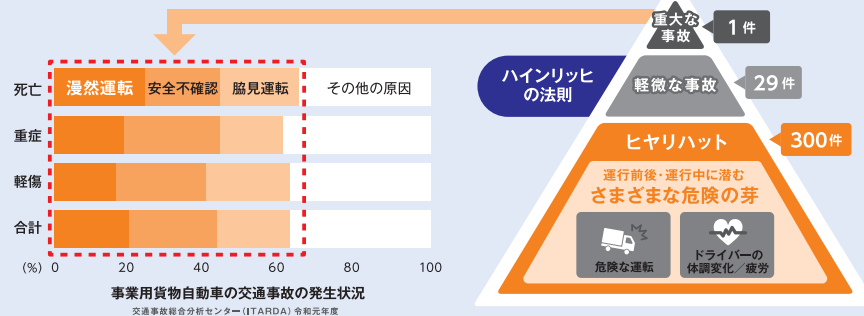 死亡
漫然運転
安全不確認
脇見運転
その他の原因
重症
軽傷
合計
(%)
0
20
40
60
80
100
事業用貨物自動車の交通事故の発生状況
交通事故総合分析センター(ITARDA)令和元年度
ハインリッヒ
の法則
重大な
事故
1件
軽微な事故
29件
ヒヤリハット
300件
運行前後・運行中に潜む
さまざまな危険の芽
危険な運転
ドライバーの
体調変化/疲労